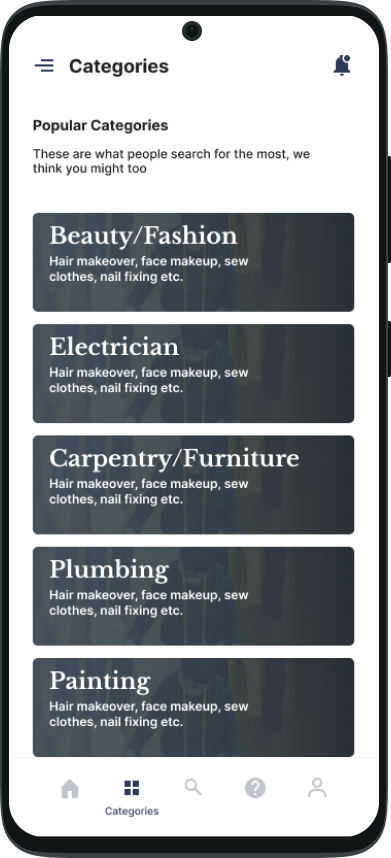 Categories
Popular Categories
These are what people search for the most, we
think you might too
Beauty/Fashion
Hair makeover, face makeup, sew
clothes, nail fixing etc.
Electrician
Hair makeover, face makeup, sew
clothes, nail fixing etc.
Carpentry/Furniture
Hair makeover, face makeup, sew
clothes, nail fixing etc.
Plumbing
Hair makeover, face makeup, sew
clothes, nail fixing etc.
Painting
Hair makeover, face makeup, sew
clothes, nail fixing etc.
Categories